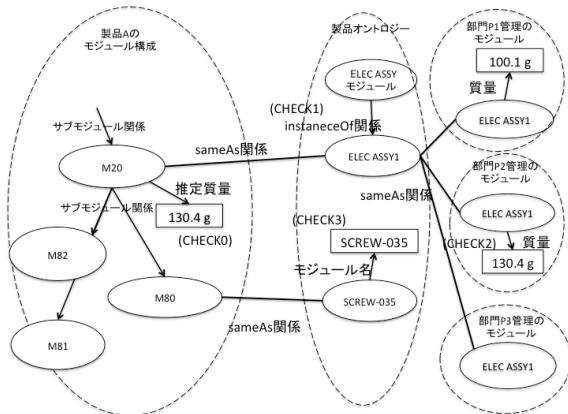 製品Aの
モジュール構成
サブモジュール関係
M20
サブモジュール関係
推定質量
130.4 g
(CHECK0)
M82
M80
M81
sameAs関係
sameAs関係
製品オントロジー
ELEC ASSY
モジュール
(CHECK1)
instaneceOf関係
ELEC ASSY1
sameAs関係
(CHECK3)
SCREW-035
モジュール名
SCREW-035
部門P1管理の
モジュール
100.1 g
質量
ELEC ASSY1
部門P2管理の
モジュール
ELEC ASSY1
(CHECK2)
質量
130.4 g
部門P3管理の
モジュール
ELEC ASSY1